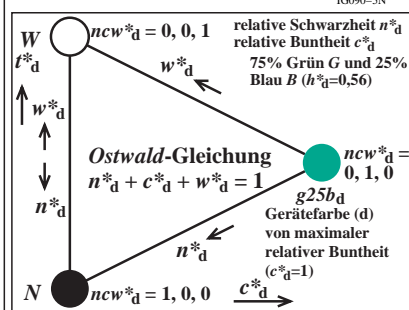 IG090-3N
W ncw*d = 0, 0, 1
relative Schwarzheit n*d
relative Buntheit c*d
75% Grün G und 25%
Blau B (h*d=0,56)
t*d
w*d
w*d
n*d
Ostwald-Gleichung
n*d + c*d + w*d = 1
ncw*d =
0, 1, 0
g25bd
Gerätefarbe (d)
von maximaler
relativer Buntheit
(c*d=1)
n*d
N ncw*d = 1, 0, 0
c*d